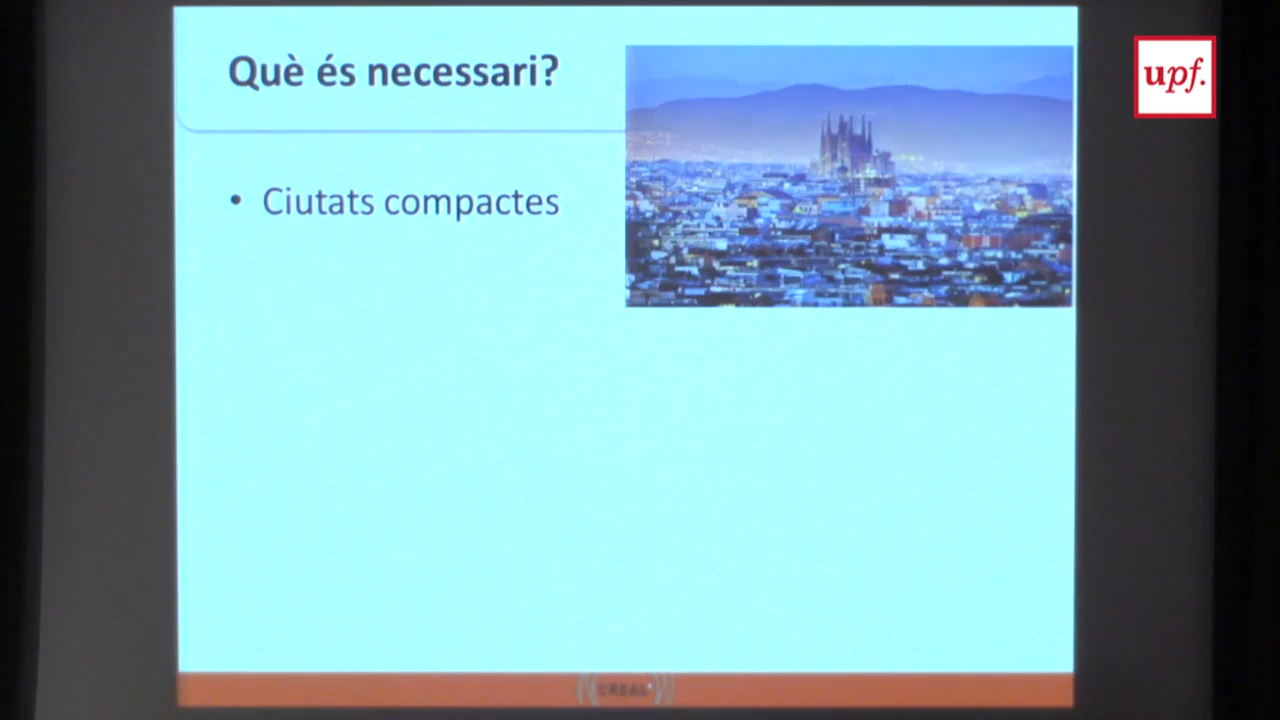 Què és necessari?
upf.
• Ciutats compactes
CREAL